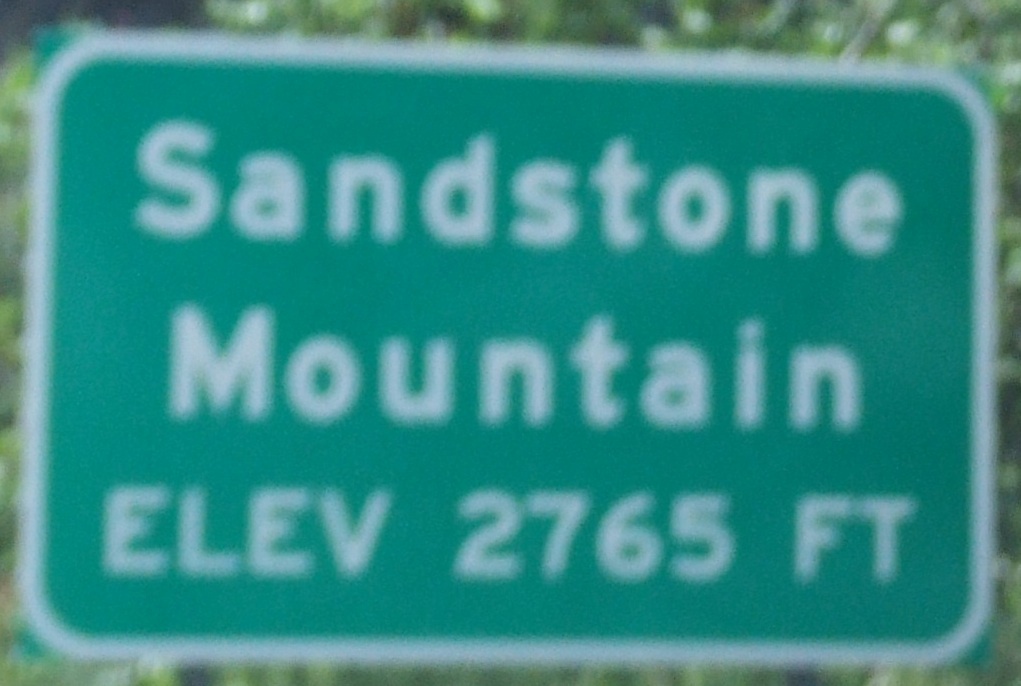 Sandstone
Mountain
ELEV 2765 FT